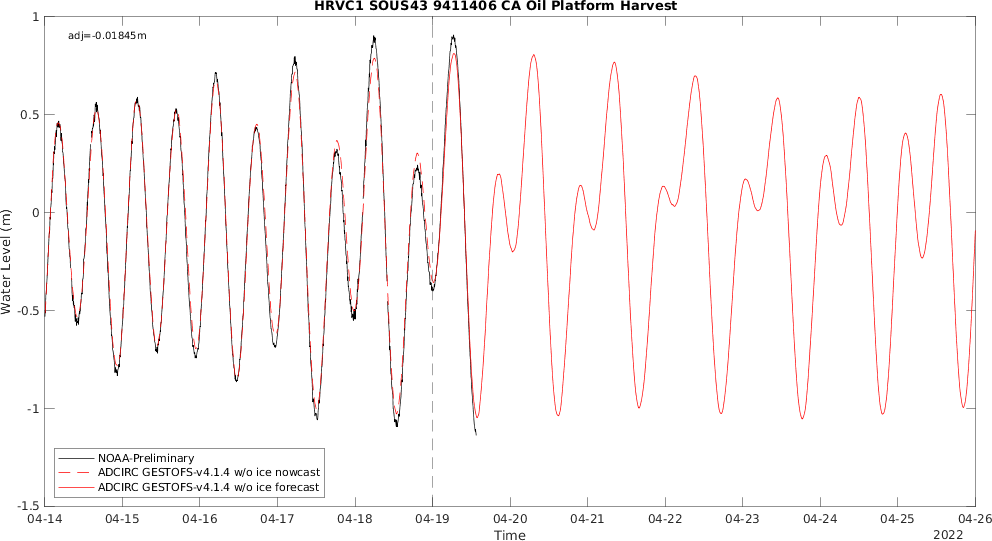 HRVC1 SOUS43 9411406 CA Oil Platform Harvest
adj=-0.01845m
1
0.5
0
-0.5
-1
-1.5
Water Level (m)
NOAA-Preliminary
ADCIRC GESTOFS-v4.1.4 w/o ice nowcast
ADCIRC GESTOFS-v4.1.4 w/o ice forecast
04-14 04-15 04-16 04-17 04-18 04-19 04-20 04-21 04-22 04-23 04-24 04-25 04-26
Time
2022